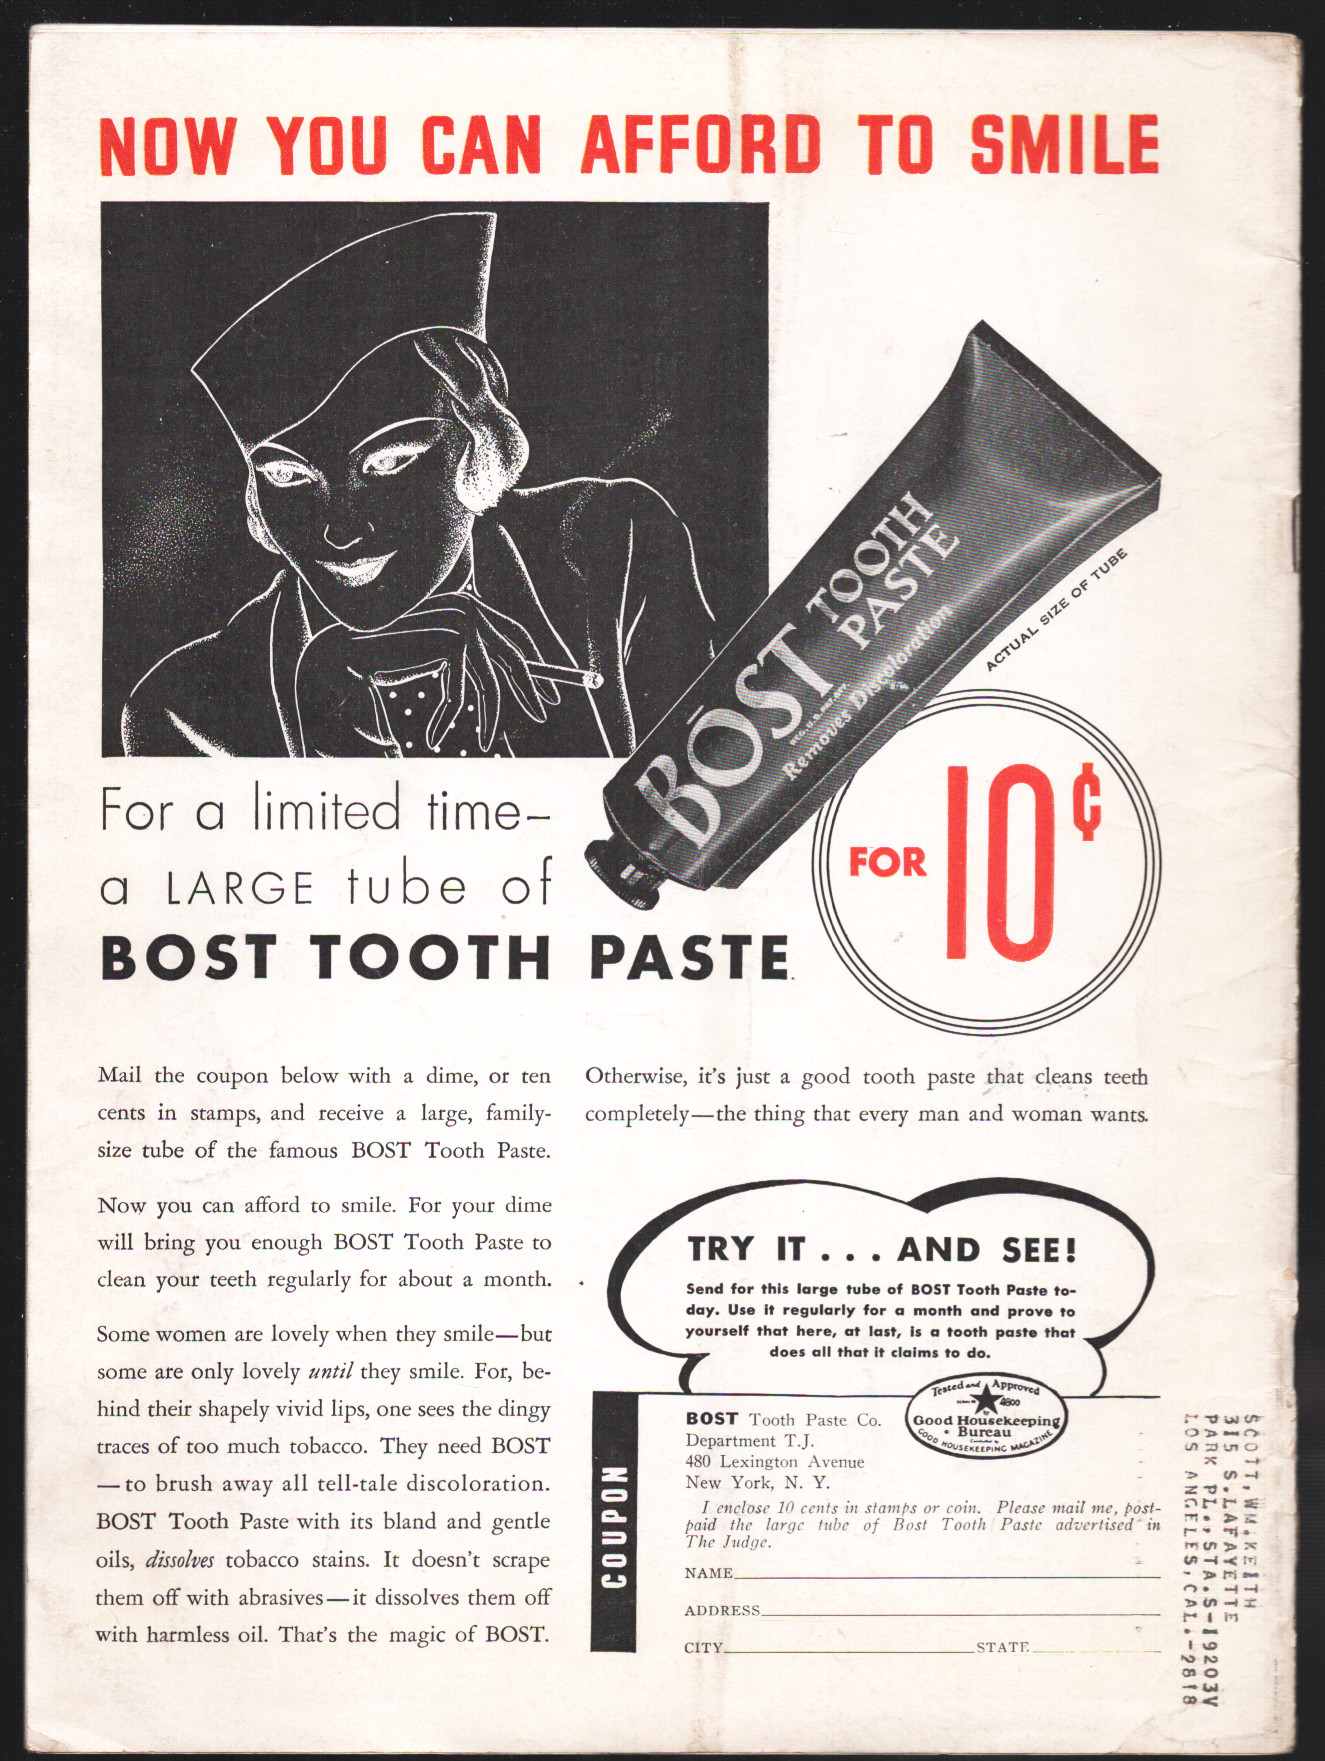 NOW YOU CAN AFFORD TO SMILE
BOST TOOTH PASTE
REG. U.S. PAT. OFF.
Removes Discoloration
ACTUAL SIZE OF TUBE
FOR 10¢
For a limited time–
a LARGE tube of
BOST TOOTH PASTE
Mail the coupon below with a dime, or ten
cents in stamps, and receive a large, family-
size tube of the famous BOST Tooth Paste.
Now you can afford to smile. For your dime
will bring you enough BOST Tooth Paste to
clean your teeth regularly for about a month.
Some women are lovely when they smile—but
some are only lovely until they smile. For, be-
hind their shapely vivid lips, one sees the dingy
traces of too much tobacco. They need BOST
—to brush away all tell-tale discoloration.
BOST Tooth Paste with its bland and gentle
oils, dissolves tobacco stains. It doesn't scrape
them off with abrasives—it dissolves them off
with harmless oil. That's the magic of BOST.
Otherwise, it's just a good tooth paste that cleans teeth
completely—the thing that every man and woman wants.
TRY IT . . . AND SEE!
Send for this large tube of BOST Tooth Paste to-
day. Use it regularly for a month and prove to
yourself that here, at last, is a tooth paste that
does all that it claims to do.
COUPON
BOST Tooth Paste Co.
Department T.J.
480 Lexington Avenue
New York, N. Y.
Tested and Approved
4800
by
Good Housekeeping
• Bureau •
Conducted by
GOOD HOUSEKEEPING MAGAZINE
I enclose 10 cents in stamps or coin. Please mail me, post-
paid the large tube of Bost Tooth Paste advertised in
The Judge.
NAME
ADDRESS
CITY STATE
SCOTT, WM. KEITH
315 S. LAFAYETTE
PARK PL., STA. S-19203V
LOS ANGELES, CAL.-2818